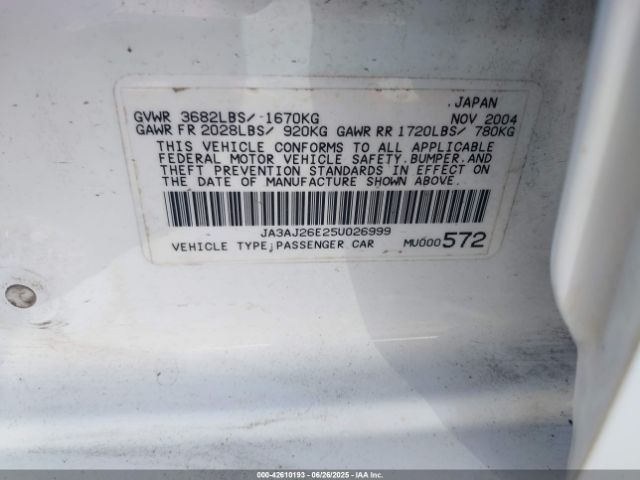 .JAPAN
GVWR 3682LBS/ 1670KG NOV 2004
GAWR FR 2028LBS/ 920KG GAWR RR 1720LBS/ 780KG
THIS VEHICLE CONFORMS TO ALL APPLICABLE
FEDERAL MOTOR VEHICLE SAFETY.BUMPER.AND
THEFT PREVENTION STANDARDS IN EFFECT ON
THE DATE OF MANUFACTURE SHOWN ABOVE.
JA3AJ26E25U026999
VEHICLE TYPE;PASSENGER CAR MU000572
IAA-42610193 - 06/26/2025 - IAAI.COM